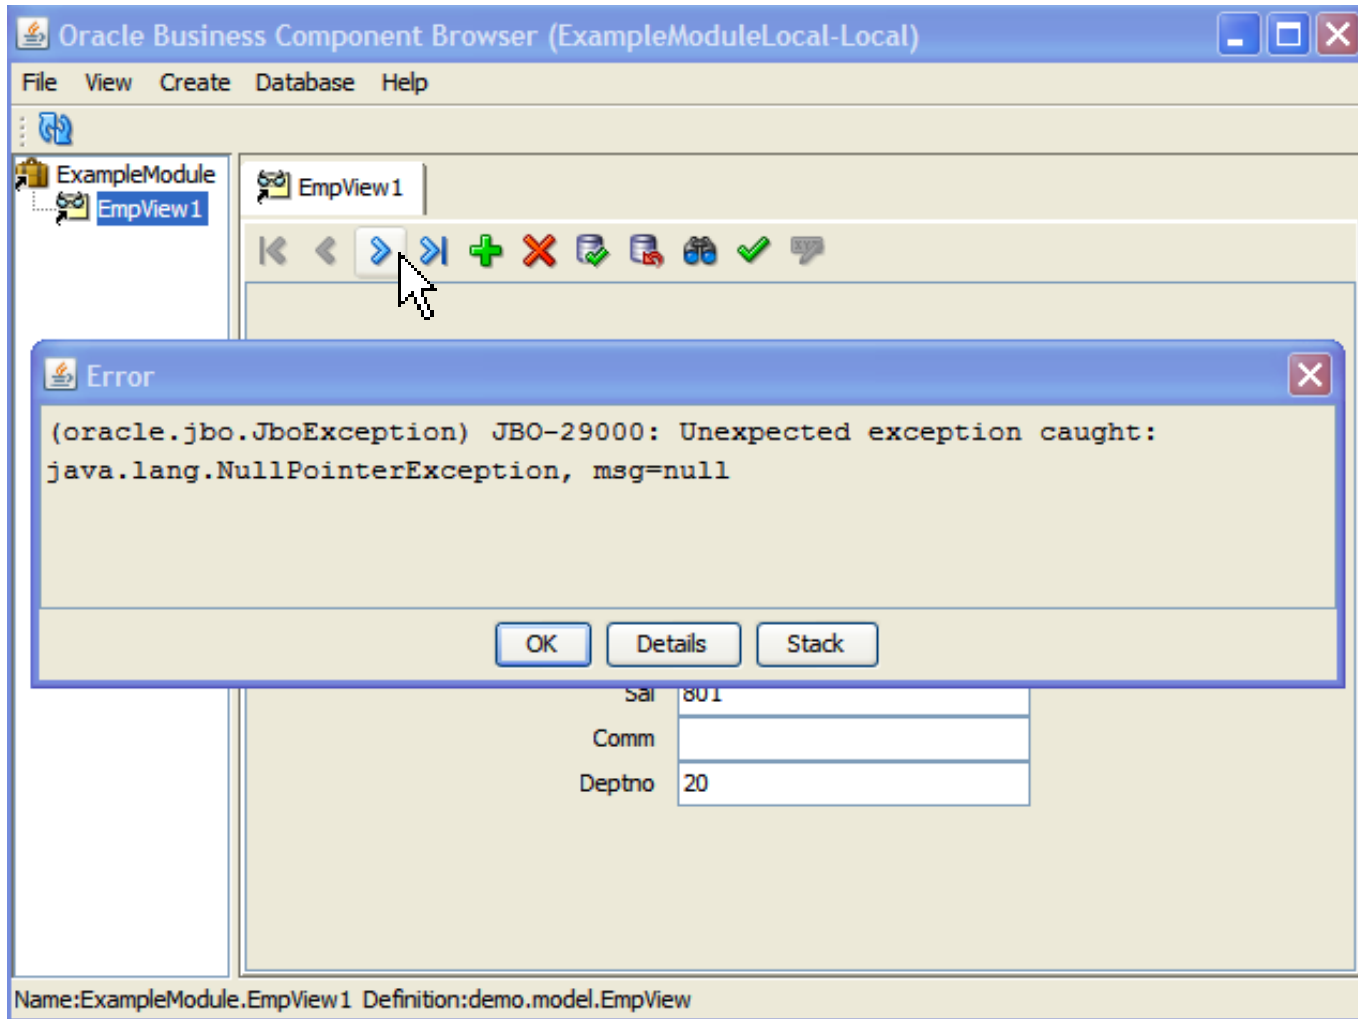 Oracle Business Component Browser (ExampleModuleLocal-Local)
File View Create Database Help
ExampleModule
EmpView1
EmpView1
Error
(oracle.jbo.JboException) JBO-29000: Unexpected exception caught:
java.lang.NullPointerException, msg=null
OK Details Stack
Sal 801
Comm
Deptno 20
Name:ExampleModule.EmpView1 Definition:demo.model.EmpView